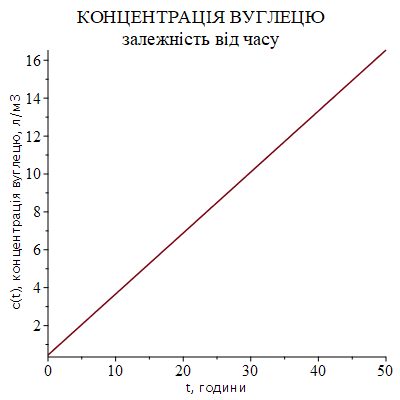 КОНЦЕНТРАЦІЯ ВУГЛЕЦЮ
залежність від часу
c(t), концентрація вуглецю, л/м3
16
14
12
10
8
6
4
2
0 10 20 30 40 50
t, години